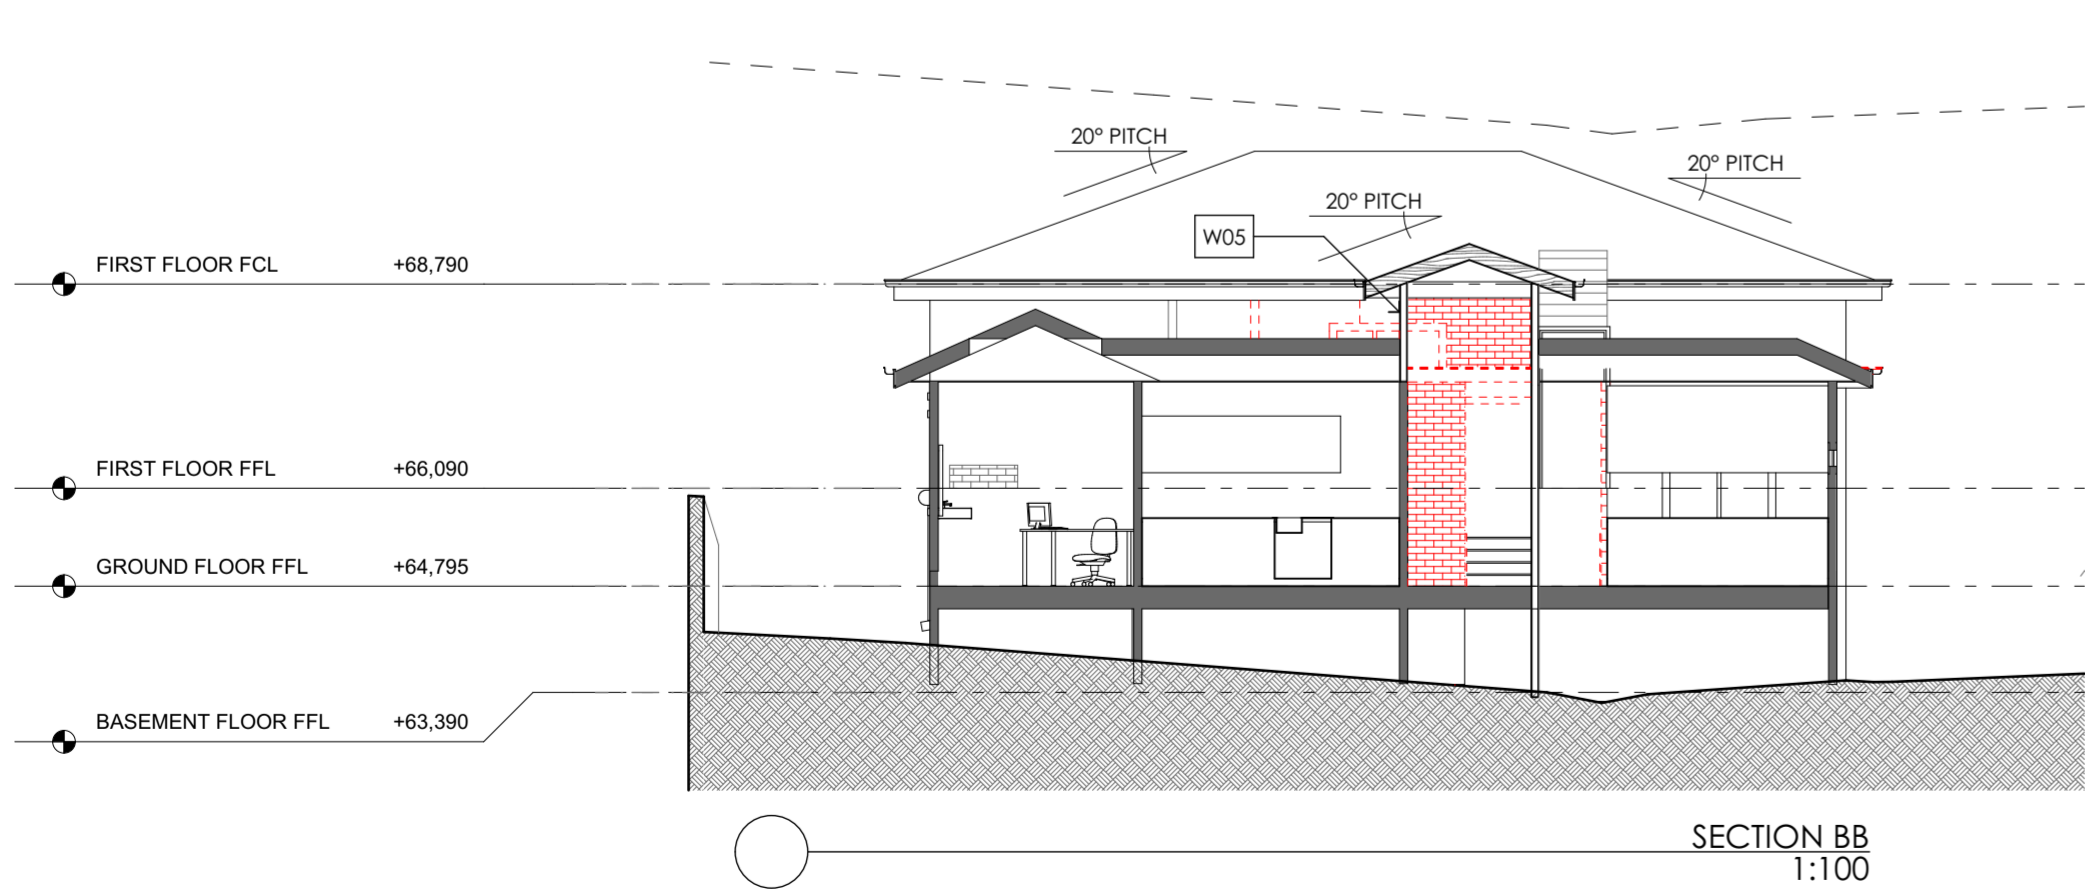 20° PITCH
20° PITCH
20° PITCH
W05
FIRST FLOOR FCL +68,790
FIRST FLOOR FFL +66,090
GROUND FLOOR FFL +64,795
BASEMENT FLOOR FFL +63,390
SECTION BB
1:100